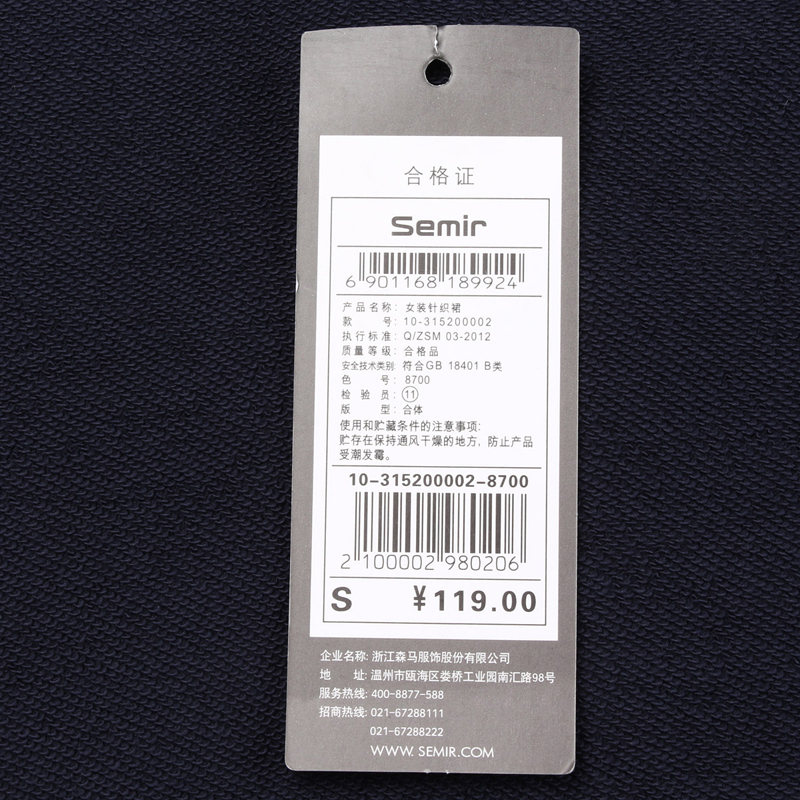 合格证
Semir
6 901168 189924
产品名称: 女装针织裙
款 号: 10-315200002
执行标准: Q/ZSM 03-2012
质量等级: 合格品
安全技术类别: 符合GB 18401 B类
色 号: 8700
检 验 员: ⑪
版 型: 合体
使用和贮藏条件的注意事项:
贮存在保持通风干燥的地方, 防止产品
受潮发霉。
10-315200002-8700
2 100002 980206
S ¥119.00
企业名称: 浙江森马服饰股份有限公司
地 址: 温州市瓯海区娄桥工业园南汇路98号
服务热线: 400-8877-588
招商热线: 021-67288111
021-67288222
WWW. SEMIR.COM